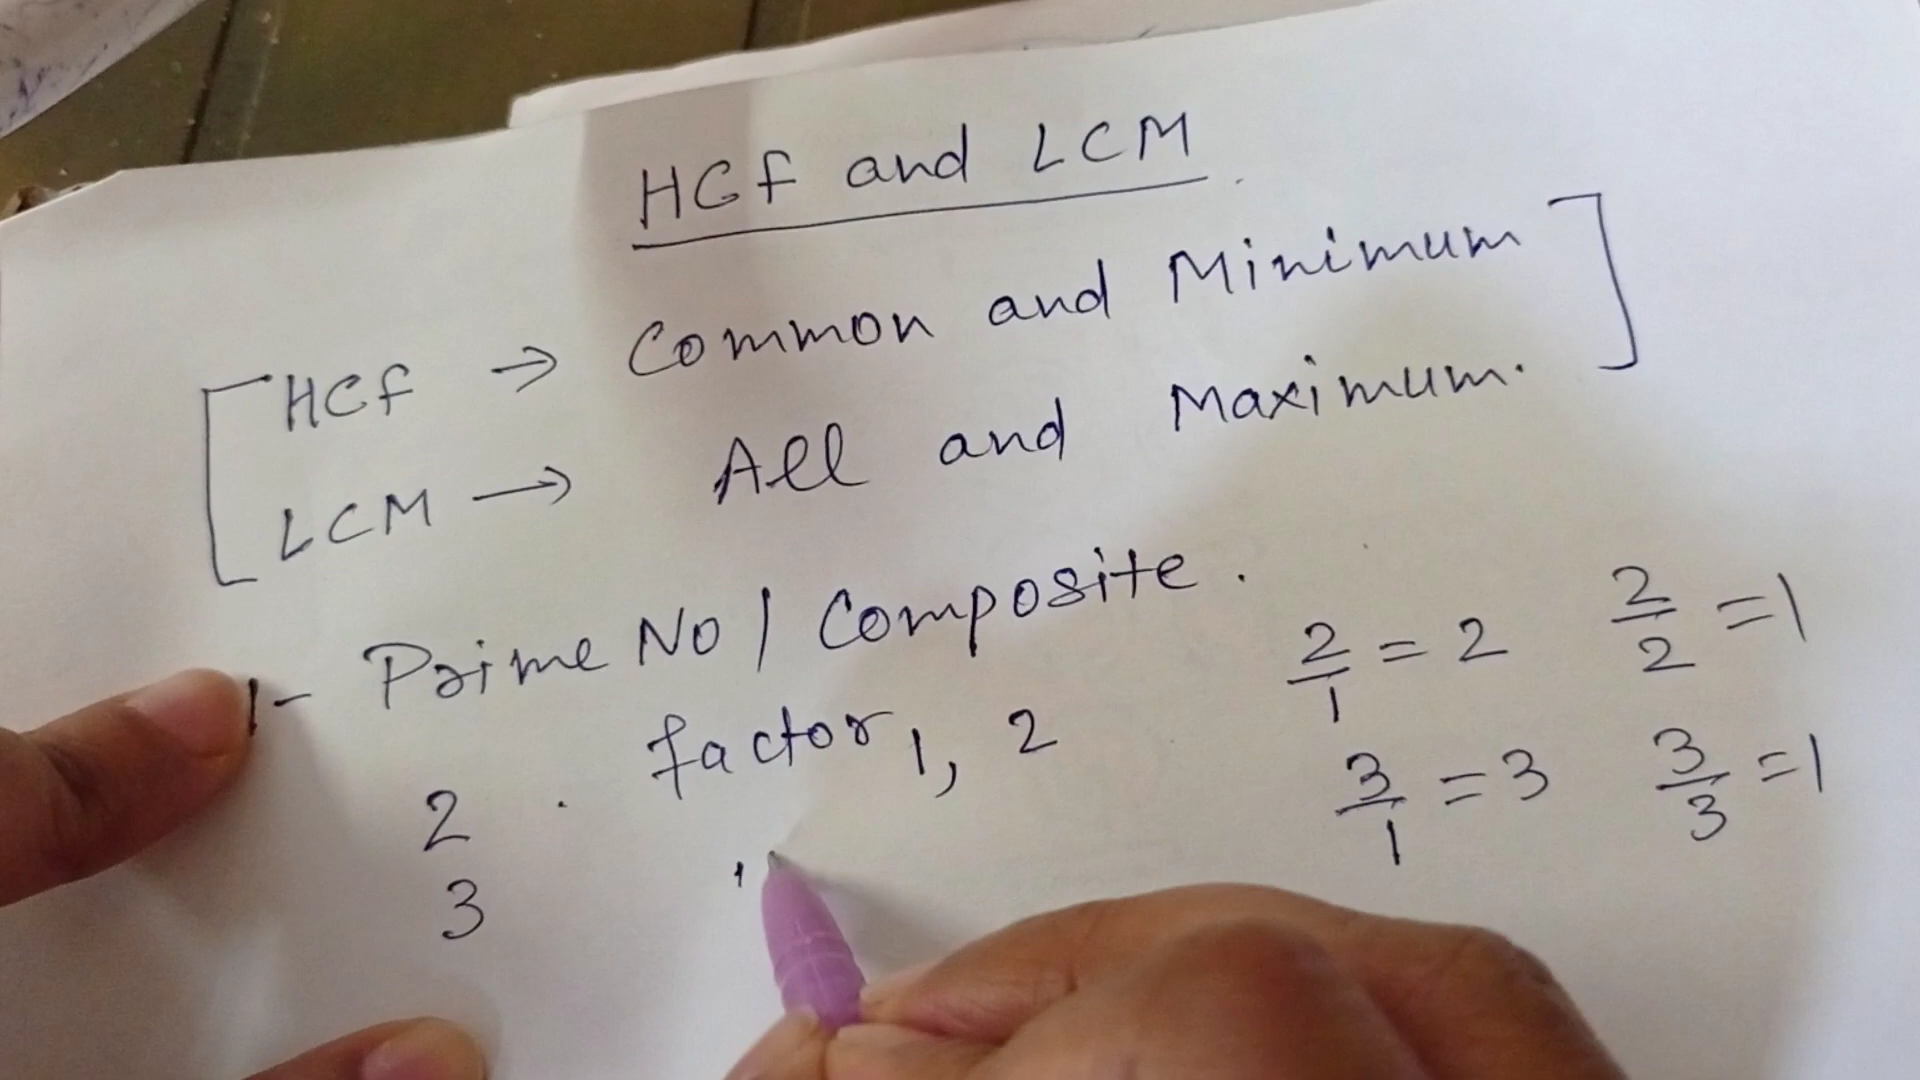 HCf and LCM
HCf → Common and Minimum
LCM → All and Maximum.
1- Prime No / Composite.
2 . factor 1, 2 2/1 = 2 2/2 = 1
3 1 3/1 = 3 3/3 = 1